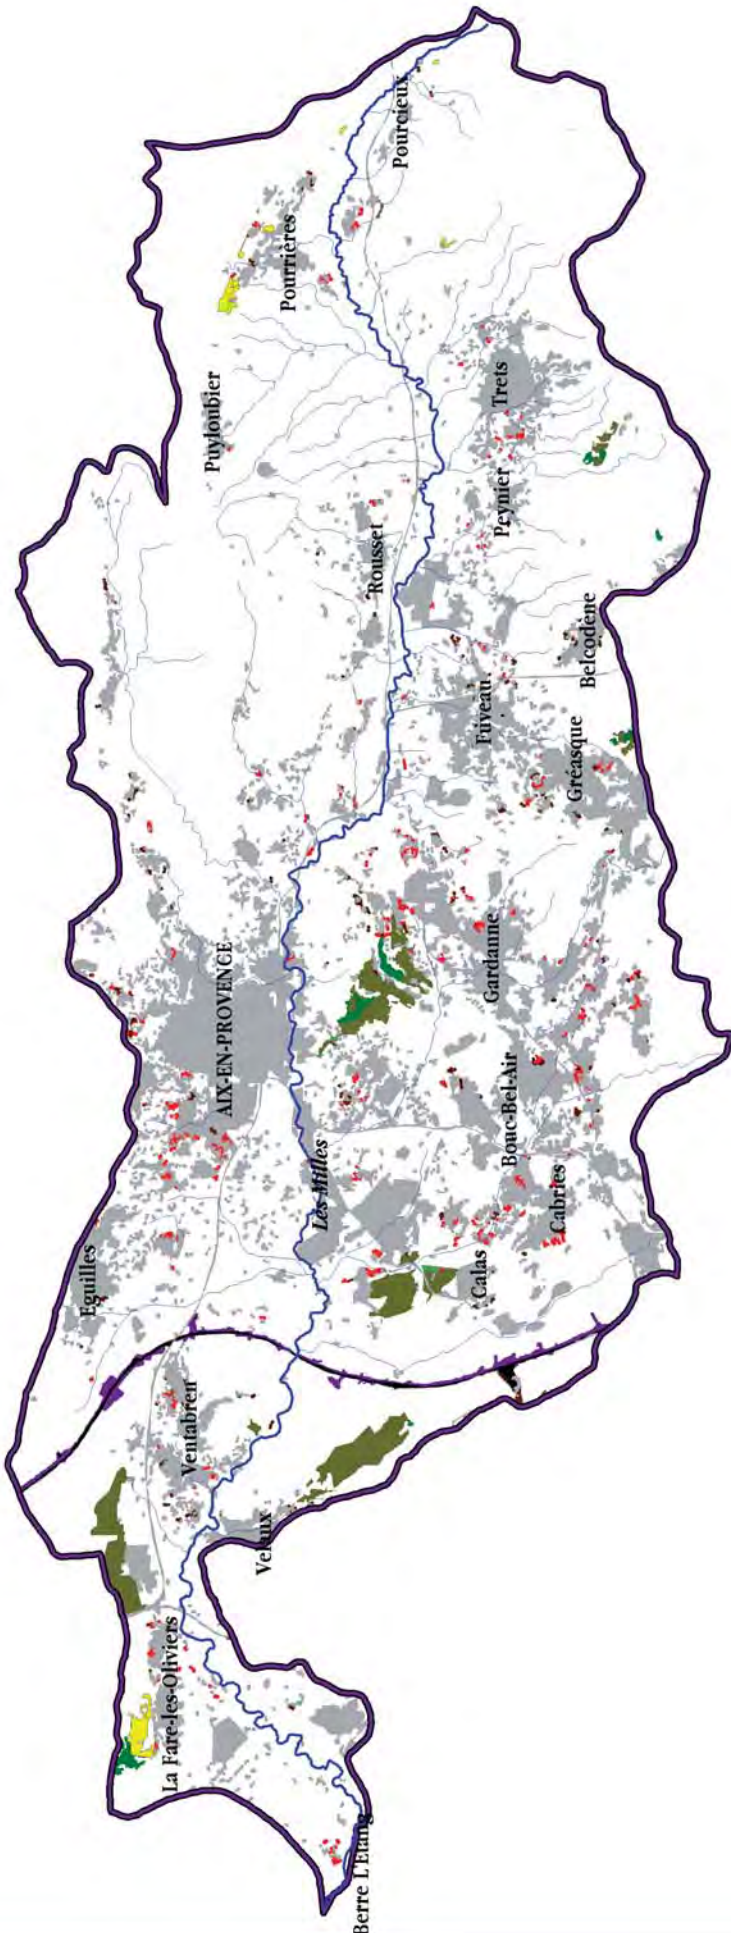 Pourcieux
Pourrières
Puyloubier
Trets
Peynier
Rousset
Belcodène
Fuveau
Gréasque
AIX-EN-PROVENCE
Gardanne
Bouc-Bel-Air
Les Milles
Cabries
Calas
Eguilles
Ventabren
Velaux
La Fare-les-Oliviers
Berre L'Etang